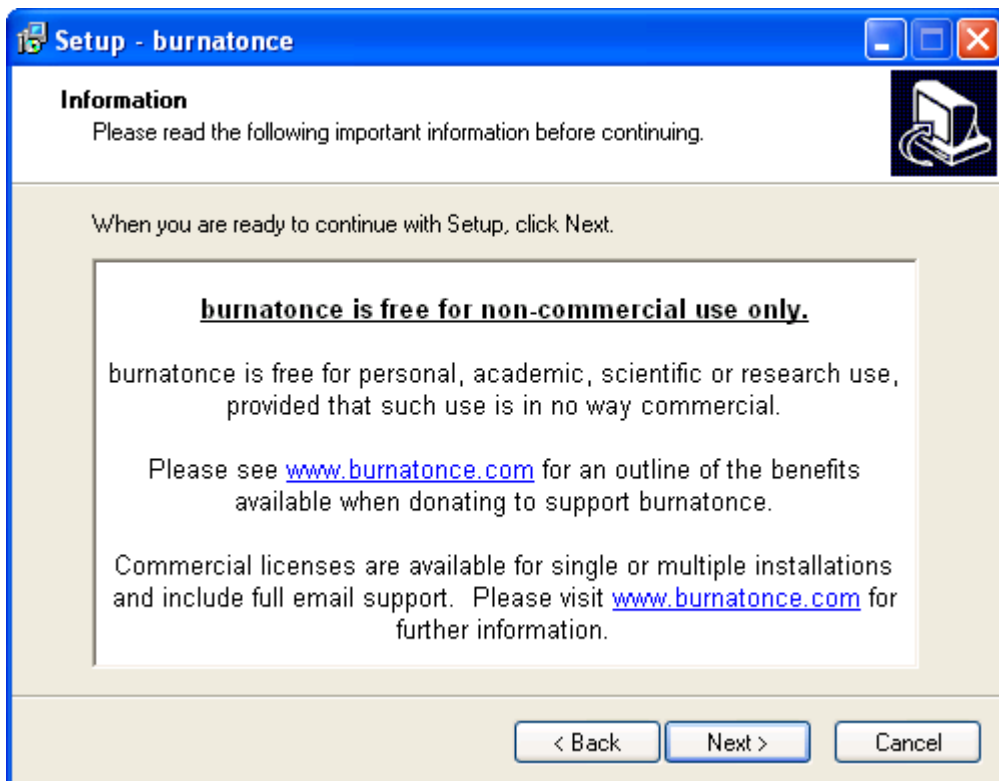 Setup - burnatonce
Information
Please read the following important information before continuing.
When you are ready to continue with Setup, click Next.
burnatonce is free for non-commercial use only.
burnatonce is free for personal, academic, scientific or research use,
provided that such use is in no way commercial.
Please see www.burnatonce.com for an outline of the benefits
available when donating to support burnatonce.
Commercial licenses are available for single or multiple installations
and include full email support.  Please visit www.burnatonce.com for
further information.
< Back
Next >
Cancel